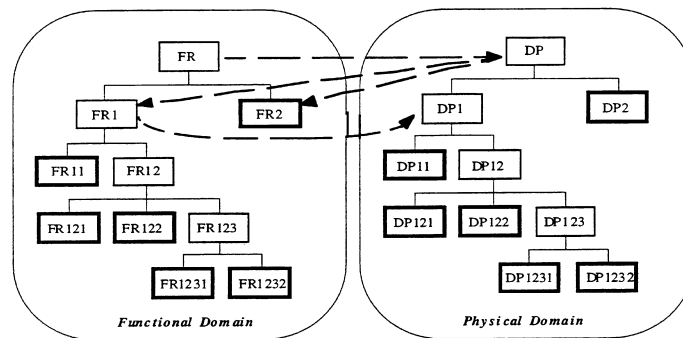 FR
DP
FR1
FR2
DP1
DP2
FR11
FR12
DP11
DP12
FR121
FR122
FR123
DP121
DP122
DP123
FR1231
FR1232
DP1231
DP1232
Functional Domain
Physical Domain